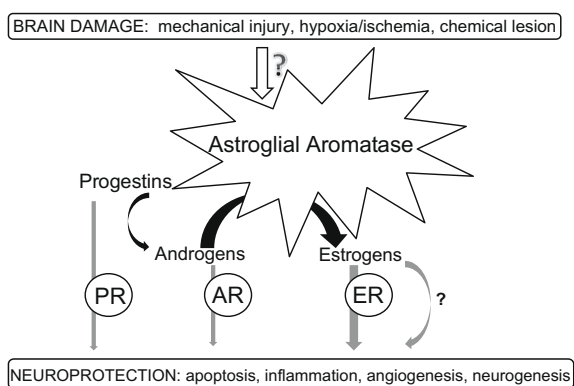 BRAIN DAMAGE: mechanical injury, hypoxia/ischemia, chemical lesion
?
Astroglial Aromatase
Progestins
Androgens
Estrogens
PR
AR
ER
?
NEUROPROTECTION: apoptosis, inflammation, angiogenesis, neurogenesis